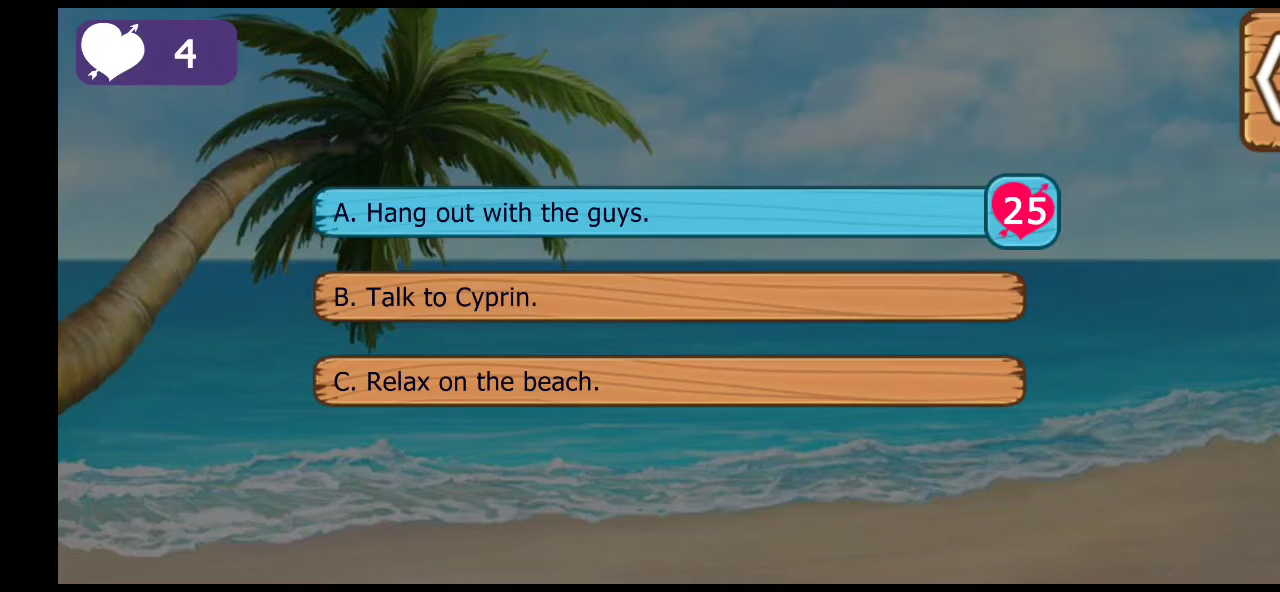 4
A. Hang out with the guys.
25
B. Talk to Cyprin.
C. Relax on the beach.